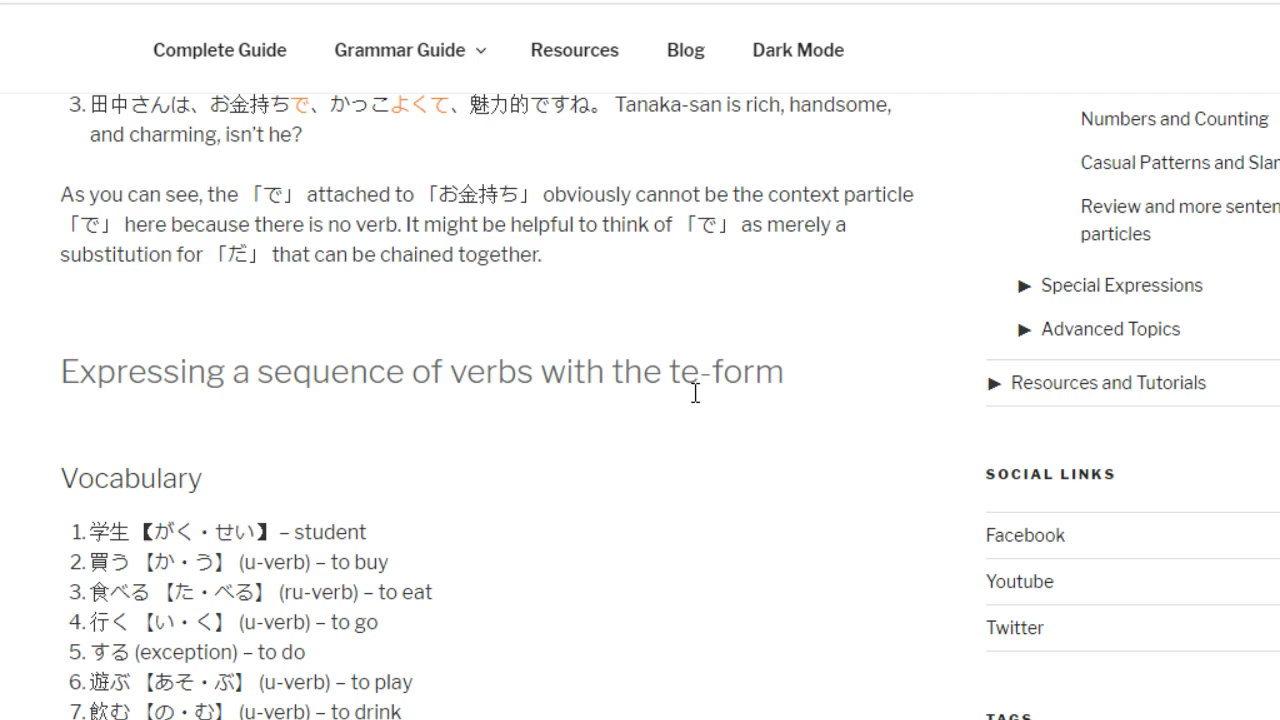 Complete Guide
Grammar Guide
Resources
Blog
Dark Mode
3. 田中さんは、お金持ちで、かっこよくて、魅力的ですね。 Tanaka-san is rich, handsome,
and charming, isn’t he?
As you can see, the 「で」 attached to 「お金持ち」 obviously cannot be the context particle
「で」 here because there is no verb. It might be helpful to think of 「で」 as merely a
substitution for 「だ」 that can be chained together.
Expressing a sequence of verbs with the te-form
Vocabulary
1. 学生 【がく・せい】 – student
2. 買う 【か・う】 (u-verb) – to buy
3. 食べる 【た・べる】 (ru-verb) – to eat
4. 行く 【い・く】 (u-verb) – to go
5. する (exception) – to do
6. 遊ぶ 【あそ・ぶ】 (u-verb) – to play
7. 飲む 【の・む】 (u-verb) – to drink
Numbers and Counting
Casual Patterns and
Review and more
particles
Special Expressions
Advanced Topics
Resources and Tutorials
SOCIAL LINKS
Facebook
Youtube
Twitter
TAGS